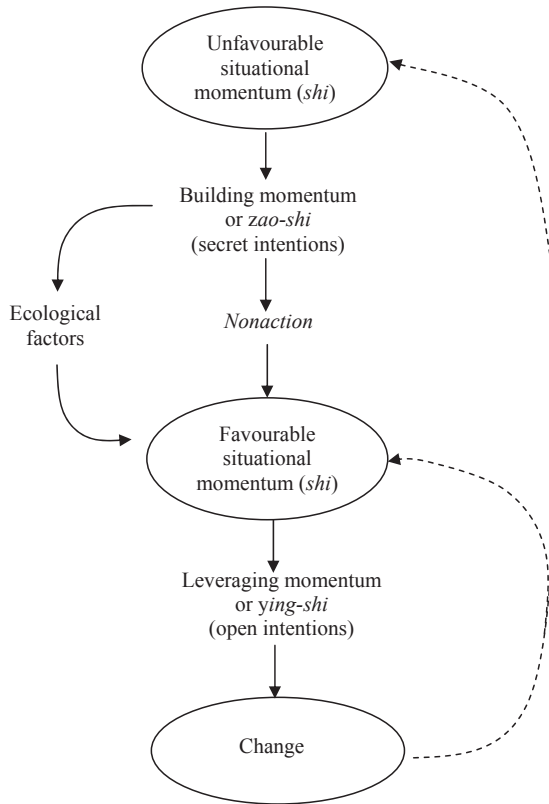 Unfavourable
situational
momentum (shi)
Building momentum
or zao-shi
(secret intentions)
Ecological
factors
Nonaction
Favourable
situational
momentum (shi)
Leveraging momentum
or ying-shi
(open intentions)
Change